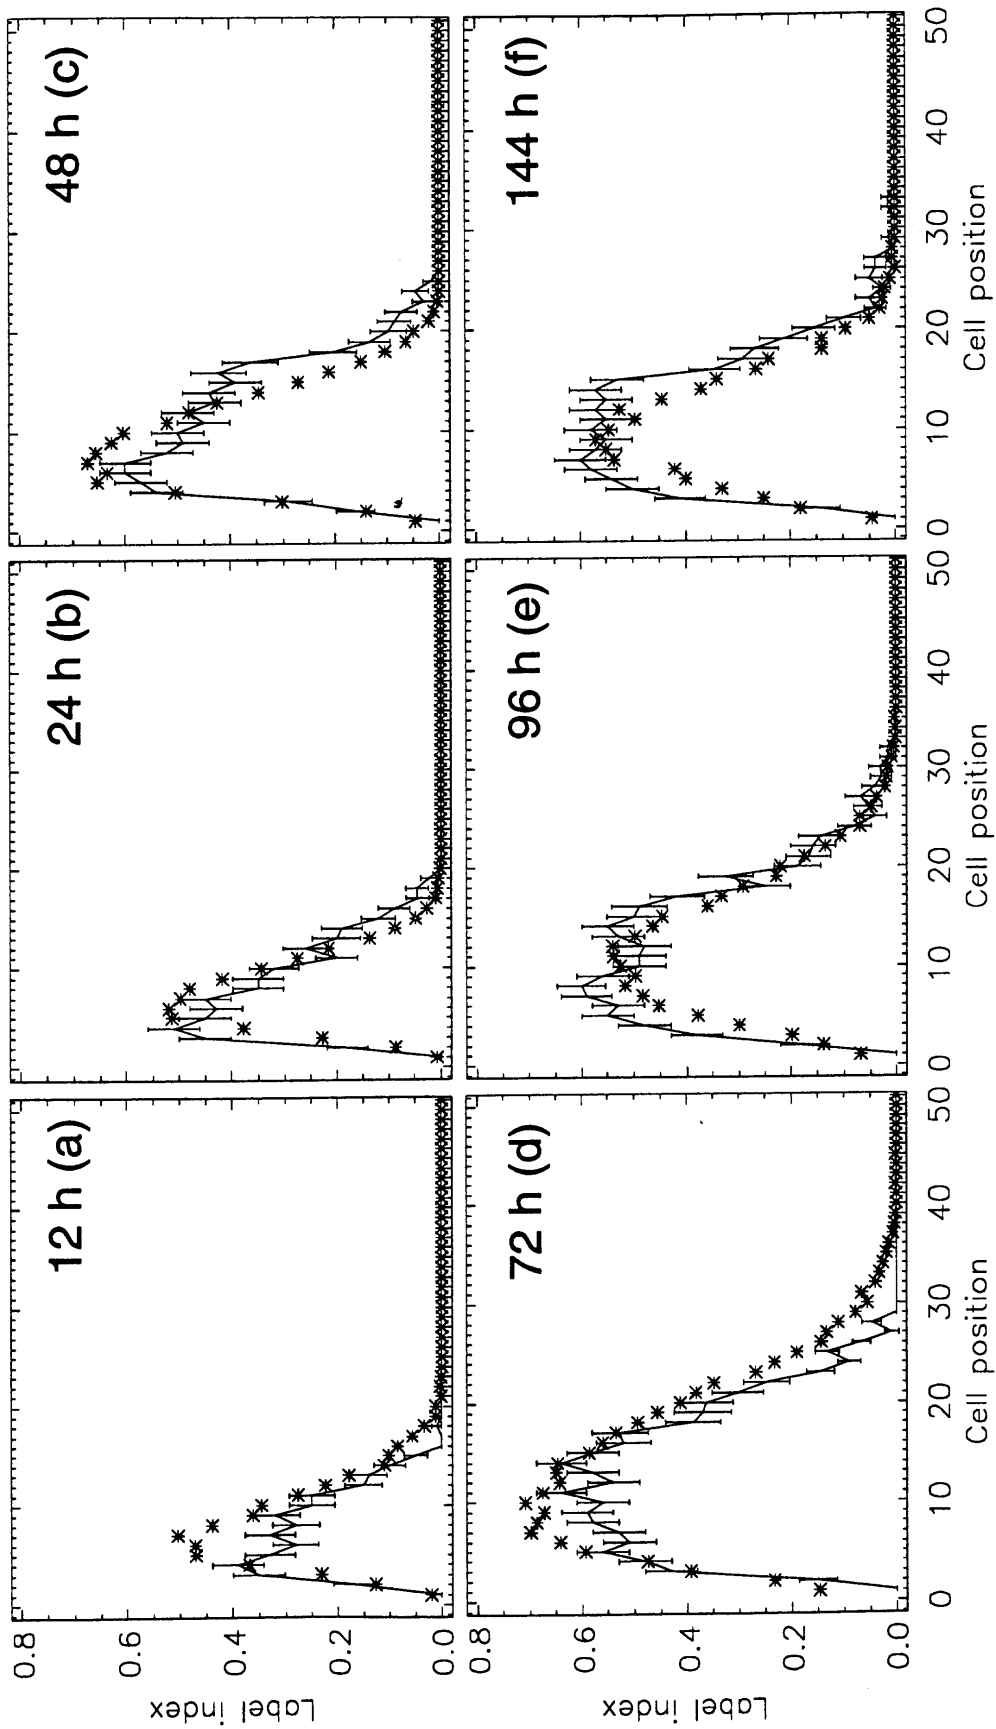 12 h (a)
24 h (b)
48 h (c)
Label index
0.8
0.6
0.4
0.2
0.0
72 h (d)
96 h (e)
144 h (f)
Label index
0.8
0.6
0.4
0.2
0.0
0 10 20 30 40 50
0 10 20 30 40 50
0 10 20 30 40 50
Cell position
Cell position
Cell position